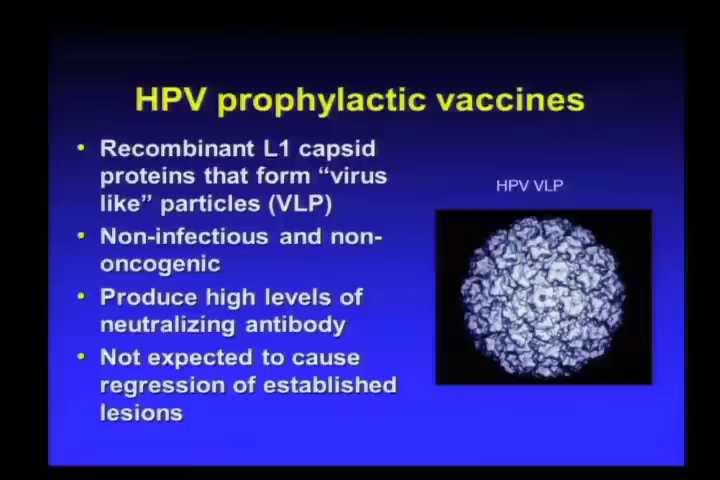 HPV prophylactic vaccines
• Recombinant L1 capsid
proteins that form “virus
like” particles (VLP)
• Non-infectious and non-
oncogenic
• Produce high levels of
neutralizing antibody
• Not expected to cause
regression of established
lesions
HPV VLP